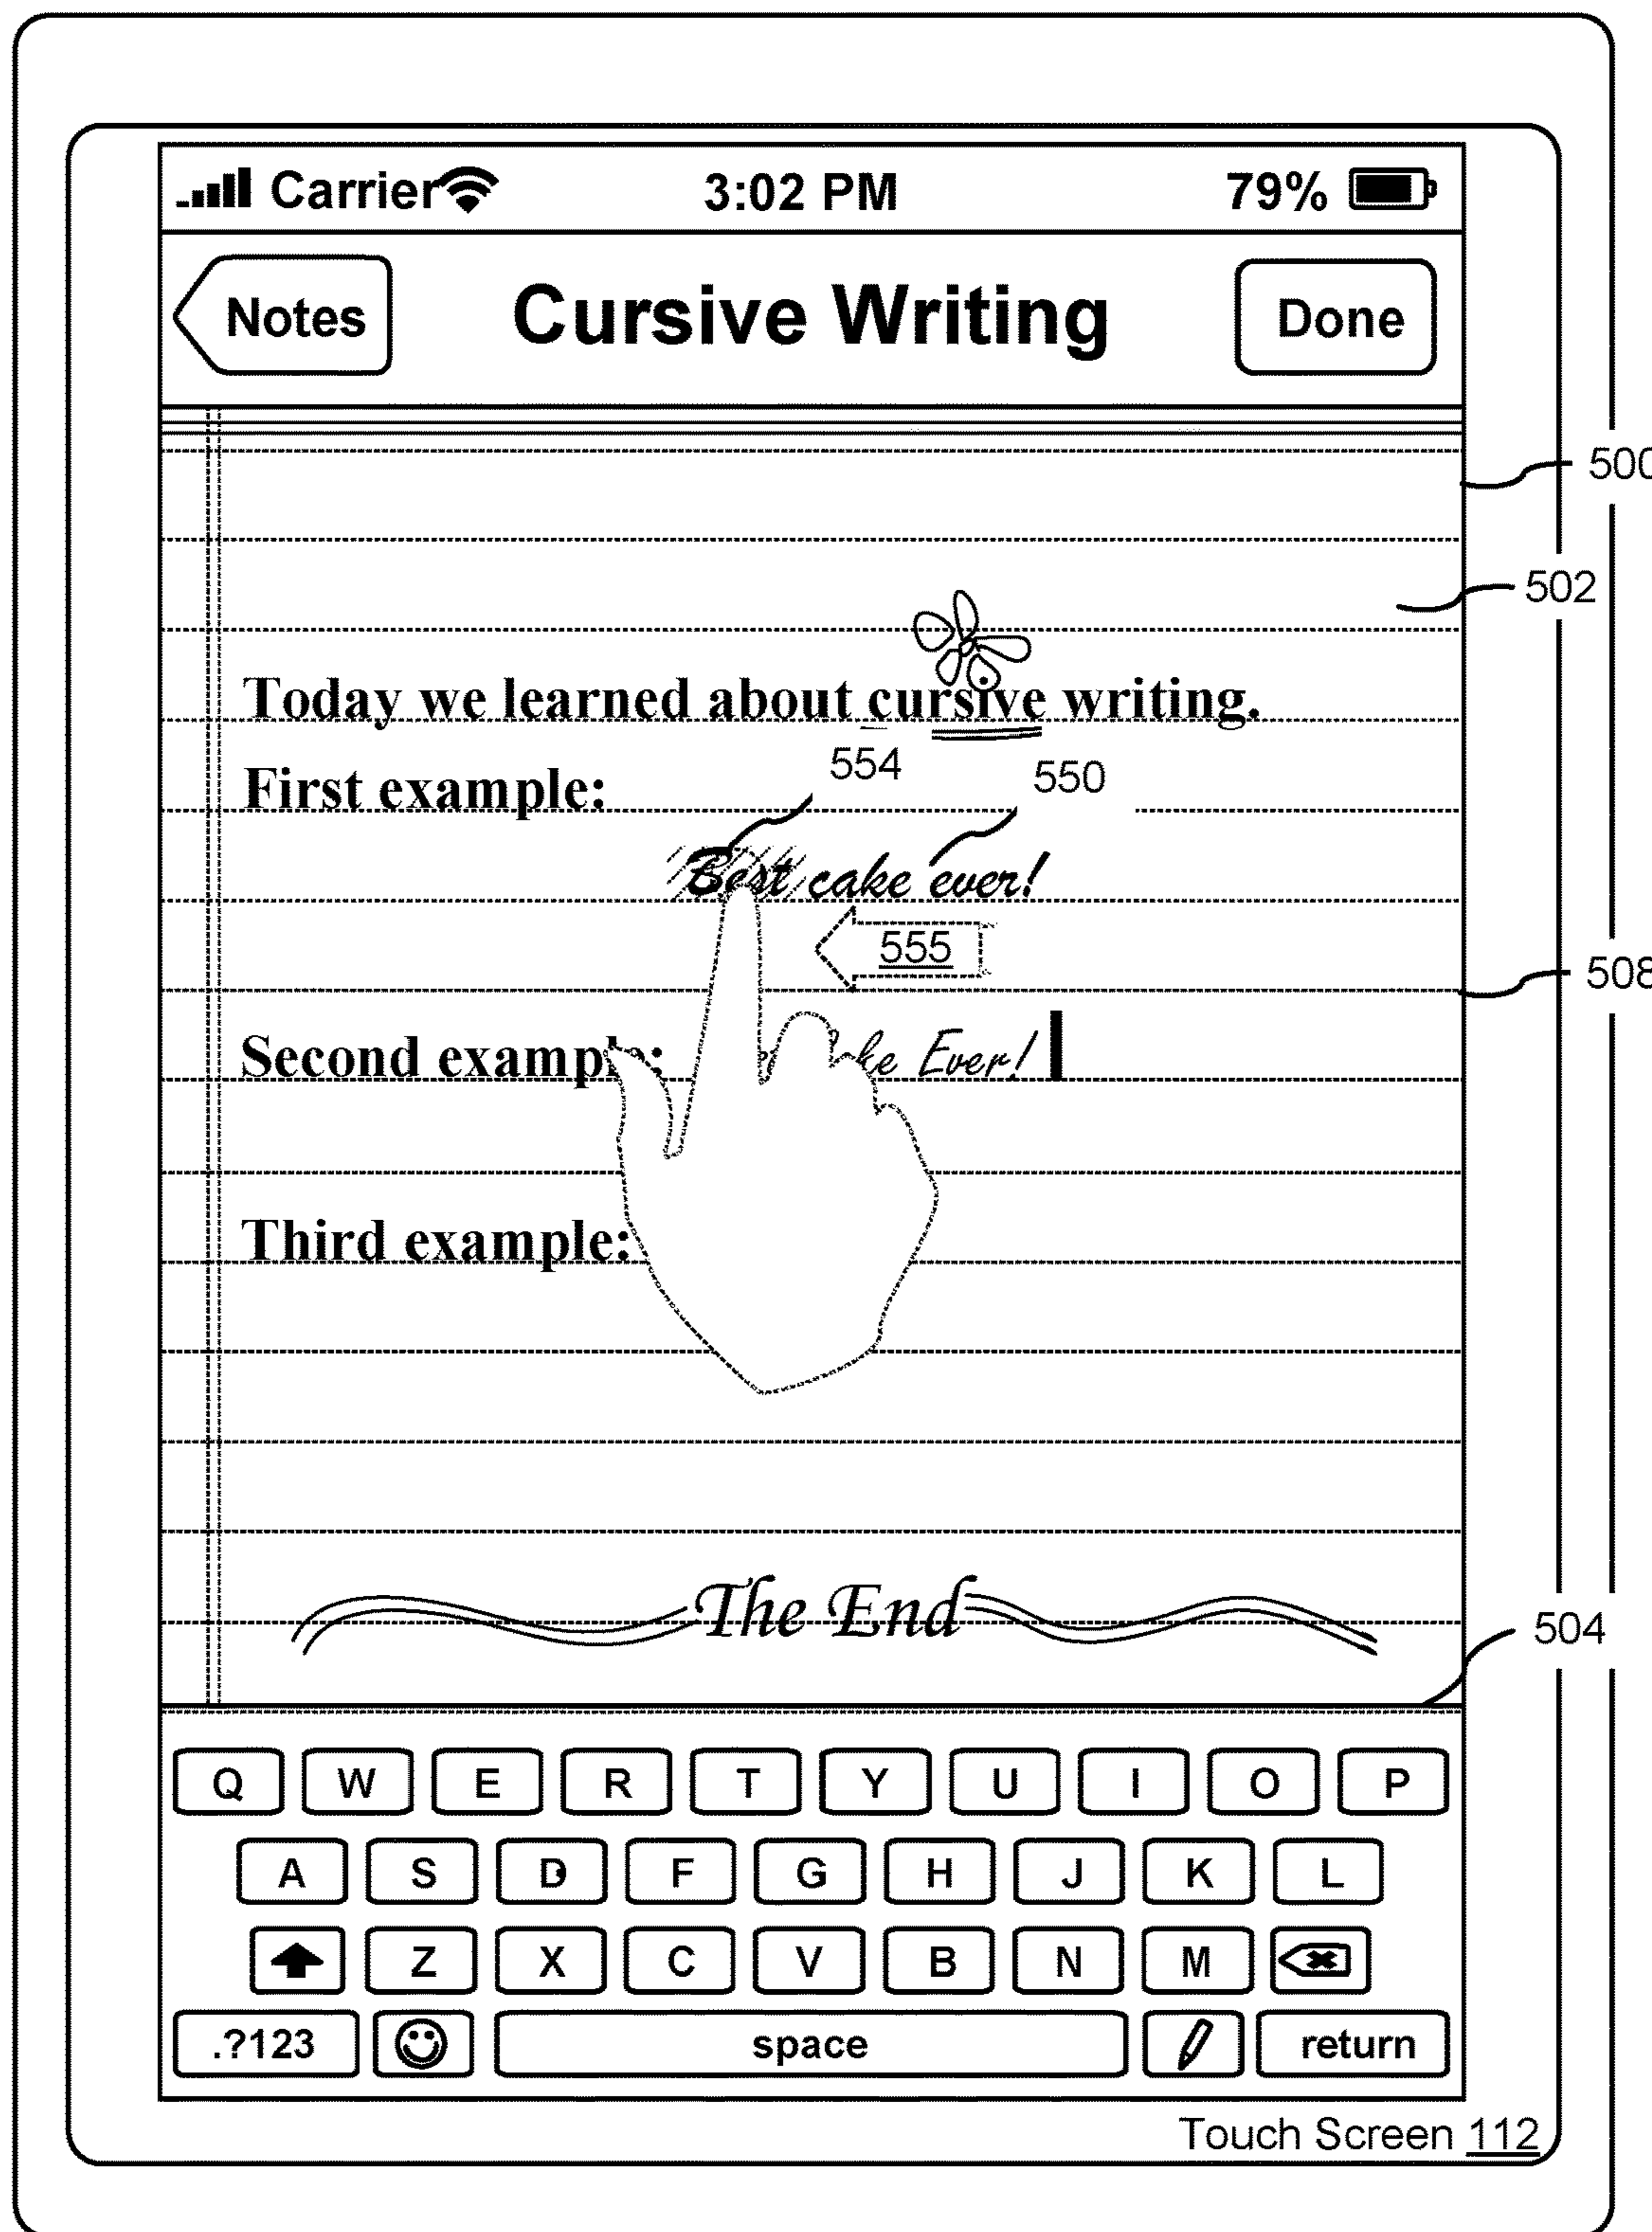 Carrier 3:02 PM 79%
Notes Cursive Writing Done
500
502
Today we learned about cursive writing.
554 550
First example:
Best cake ever!
555
508
Second example: ke Ever!
Third example:
The End
504
Q W E R T Y U I O P
A S D F G H J K L
Z X C V B N M
.?123 space return
Touch Screen 112